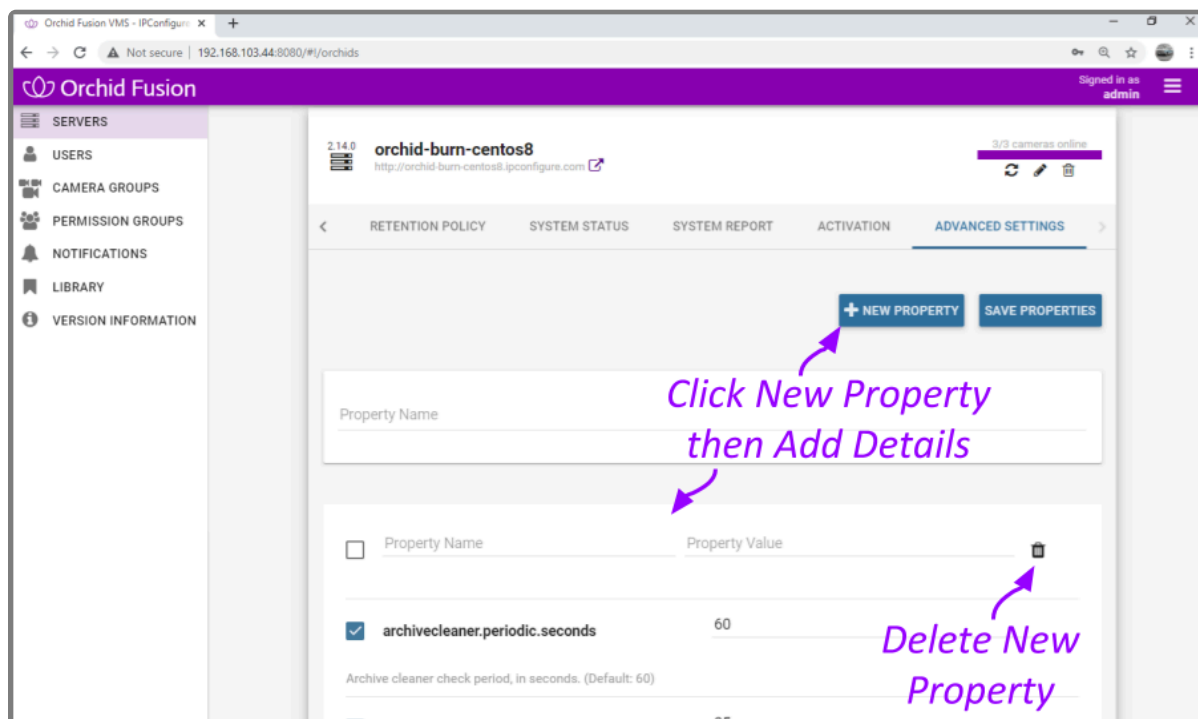 Orchid Fusion VMS - IPConfigure
Not secure | 192.168.103.44:8080/#!/orchids
Orchid Fusion
Signed in as
admin
SERVERS
USERS
CAMERA GROUPS
PERMISSION GROUPS
NOTIFICATIONS
LIBRARY
VERSION INFORMATION
2.14.0
orchid-burn-centos8
http://orchid-burn-centos8.ipconfigure.com
3/3 cameras online
RETENTION POLICY SYSTEM STATUS SYSTEM REPORT ACTIVATION ADVANCED SETTINGS
+ NEW PROPERTY SAVE PROPERTIES
Click New Property
then Add Details
Property Name
Property Name Property Value
archivecleaner.periodic.seconds 60
Archive cleaner check period, in seconds. (Default: 60)
Delete New
Property